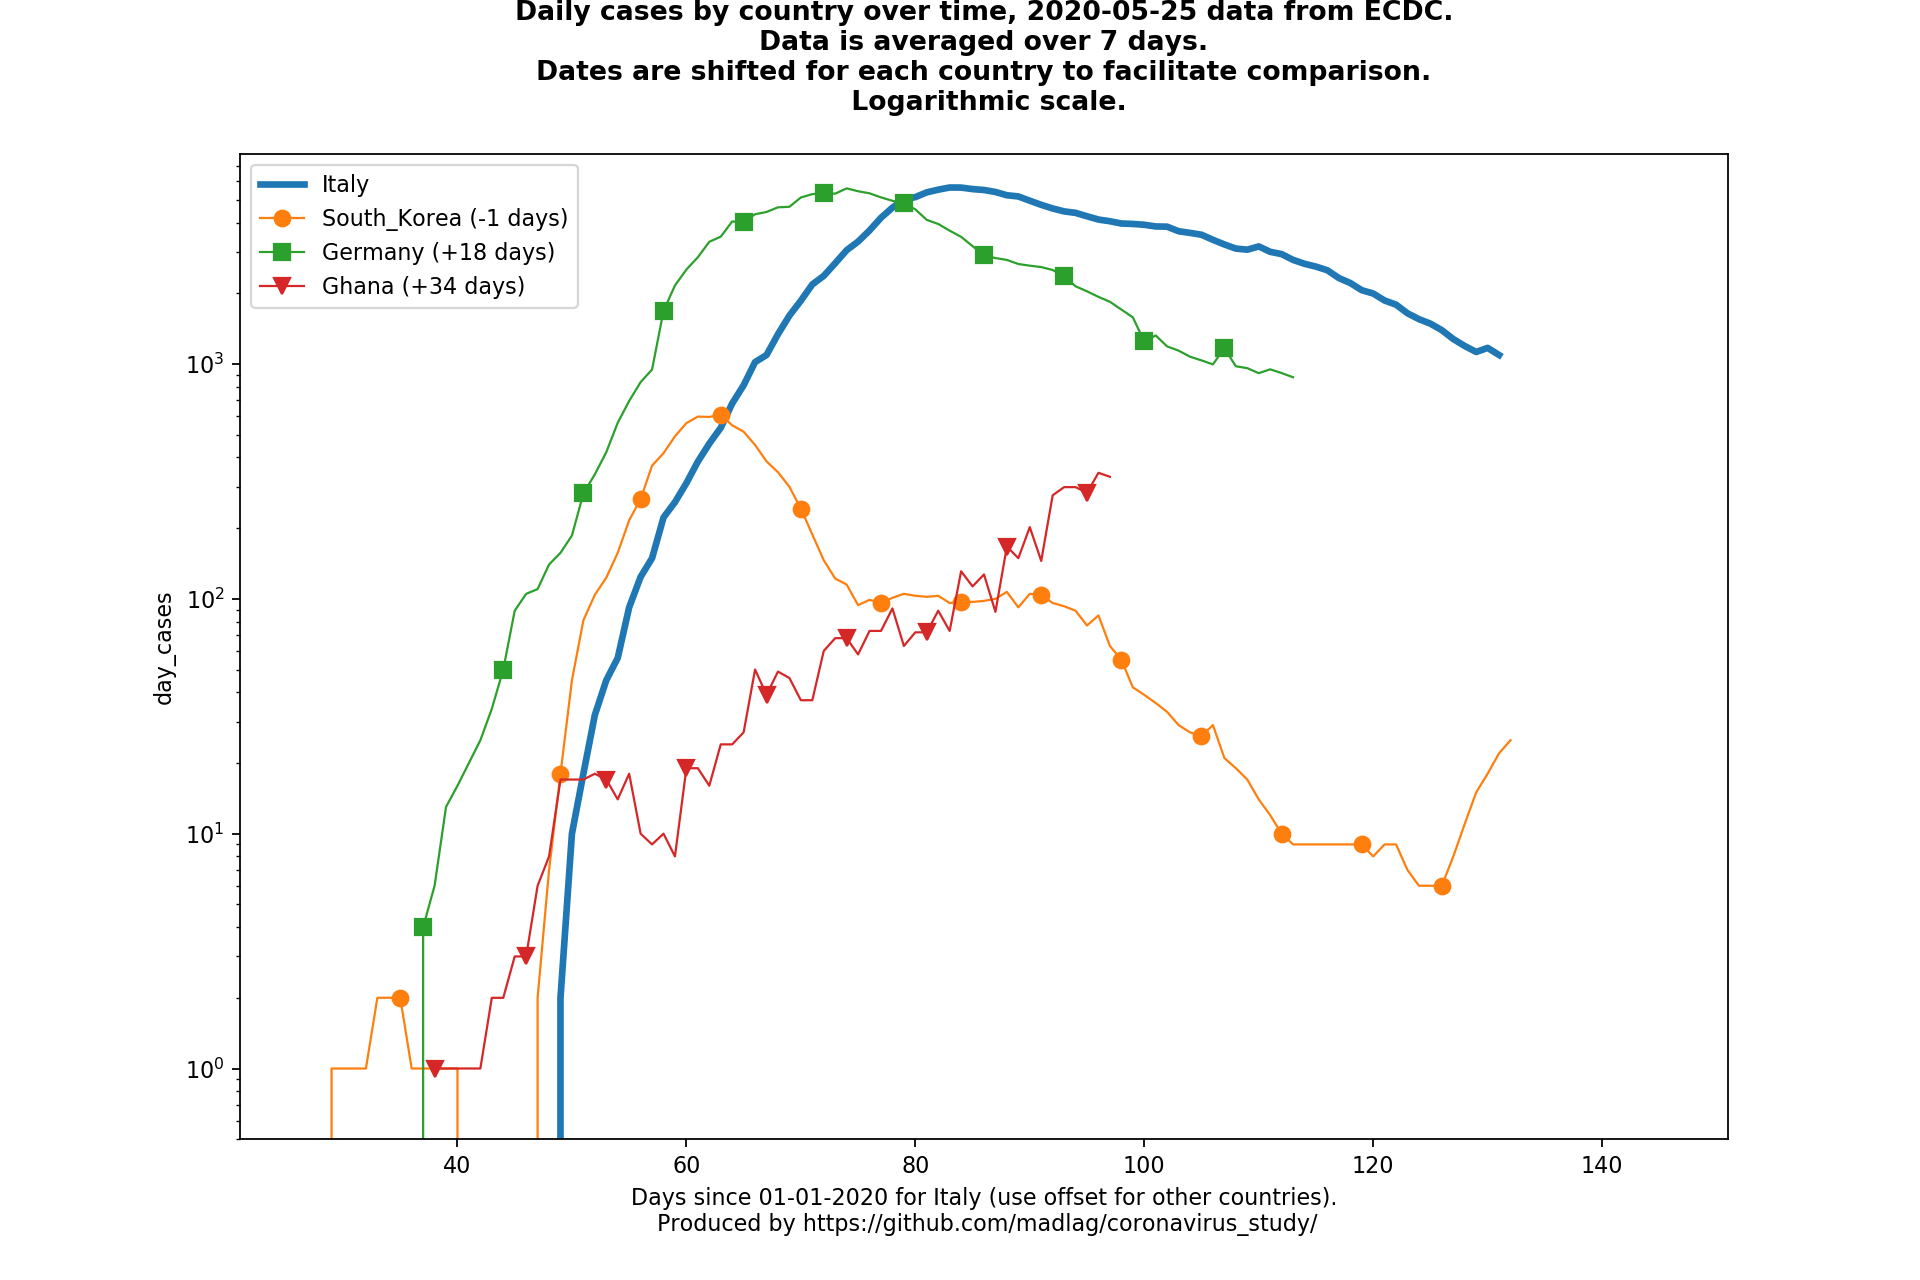 Daily cases by country over time, 2020-05-25 data from ECDC.
Data is averaged over 7 days.
Dates are shifted for each country to facilitate comparison.
Logarithmic scale.
Italy
South_Korea (-1 days)
Germany (+18 days)
Ghana (+34 days)
10³
10²
10¹
10⁰
day_cases
40 60 80 100 120 140
Days since 01-01-2020 for Italy (use offset for other countries).
Produced by https://github.com/madlag/coronavirus_study/